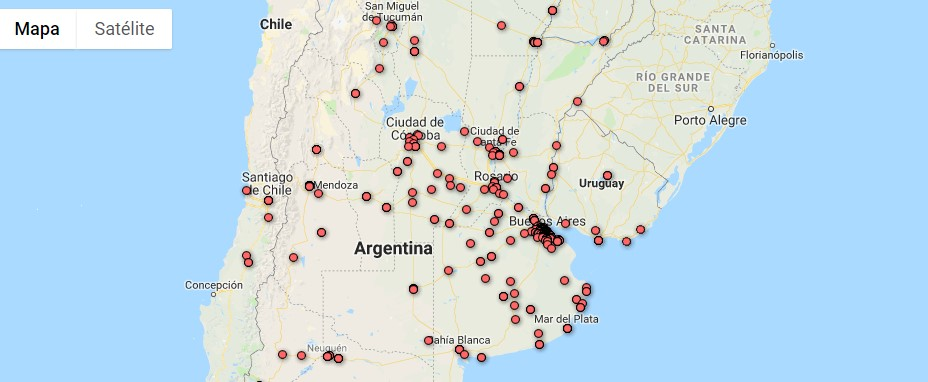 Mapa
Satélite
Chile
San Miguel
de Tucumán
SANTA
CATARINA
Florianópolis
RÍO GRANDE
DEL SUR
Porto Alegre
Ciudad de
Córdoba
Ciudad de
Santa Fe
Rosario
Santiago
de Chile
Mendoza
Uruguay
Buenos Aires
Argentina
Concepción
Mar del Plata
Bahía Blanca
Neuquén